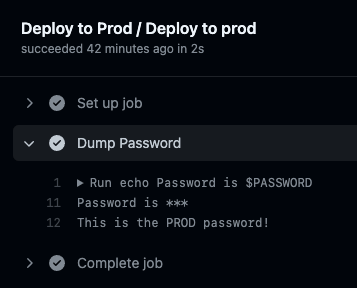 Deploy to Prod / Deploy to prod
succeeded 42 minutes ago in 2s
Set up job
Dump Password
1 Run echo Password is $PASSWORD
11 Password is ***
12 This is the PROD password!
Complete job